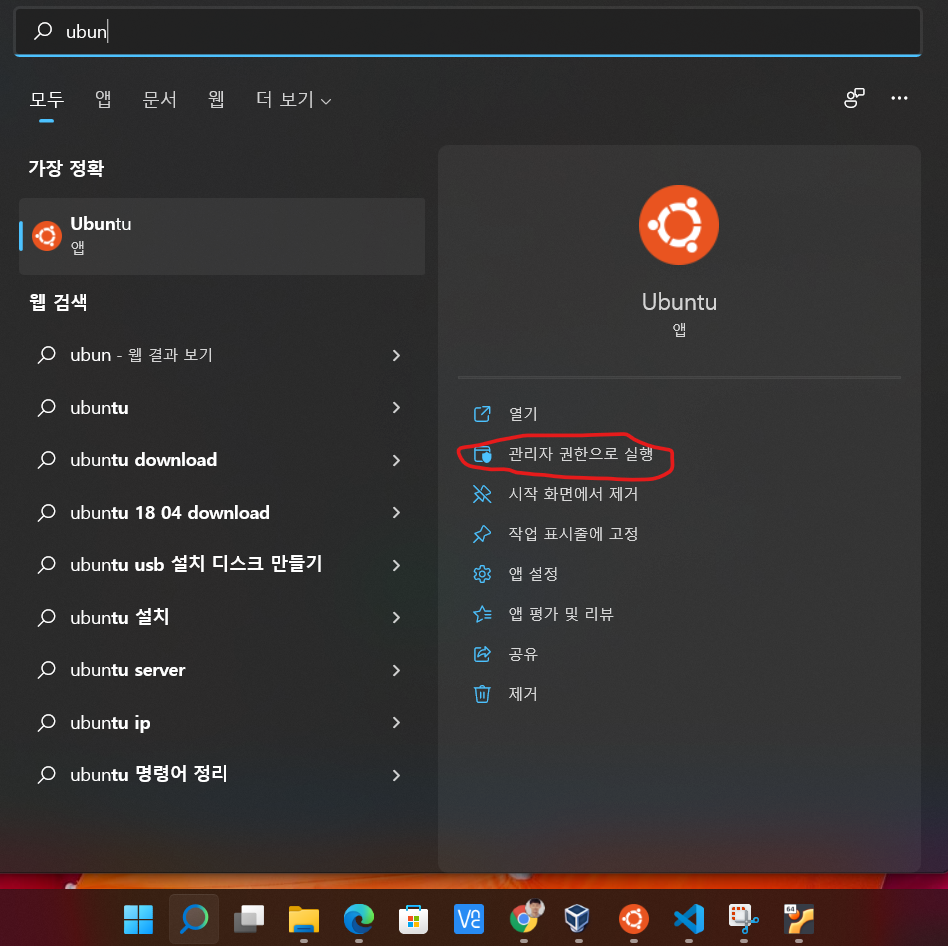 ubun
모두 앱 문서 웹 더 보기
가장 정확
Ubuntu
앱
웹 검색
ubun - 웹 결과 보기
ubuntu
ubuntu download
ubuntu 18 04 download
ubuntu usb 설치 디스크 만들기
ubuntu 설치
ubuntu server
ubuntu ip
ubuntu 명령어 정리
Ubuntu
앱
열기
관리자 권한으로 실행
시작 화면에서 제거
작업 표시줄에 고정
앱 설정
앱 평가 및 리뷰
공유
제거
64